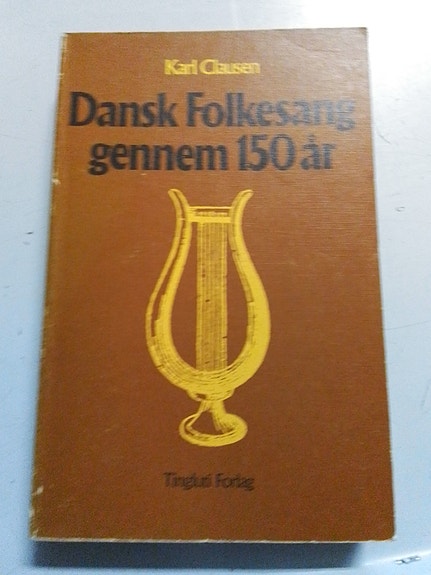 Karl Clausen
Dansk Folkesang
gennem 150 år
Tingluti Forlag